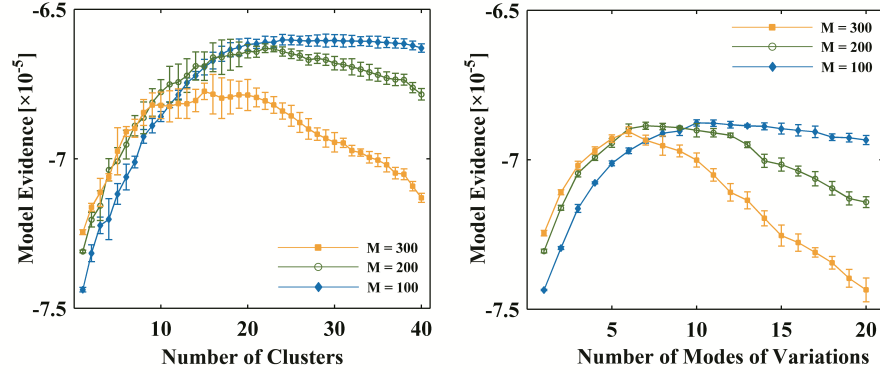 -6.5
-7
-7.5
Model Evidence [×10⁻⁵]
10
20
30
40
Number of Clusters
M = 300
M = 200
M = 100
-6.5
-7
-7.5
Model Evidence [×10⁻⁵]
5
10
15
20
Number of Modes of Variations
M = 300
M = 200
M = 100